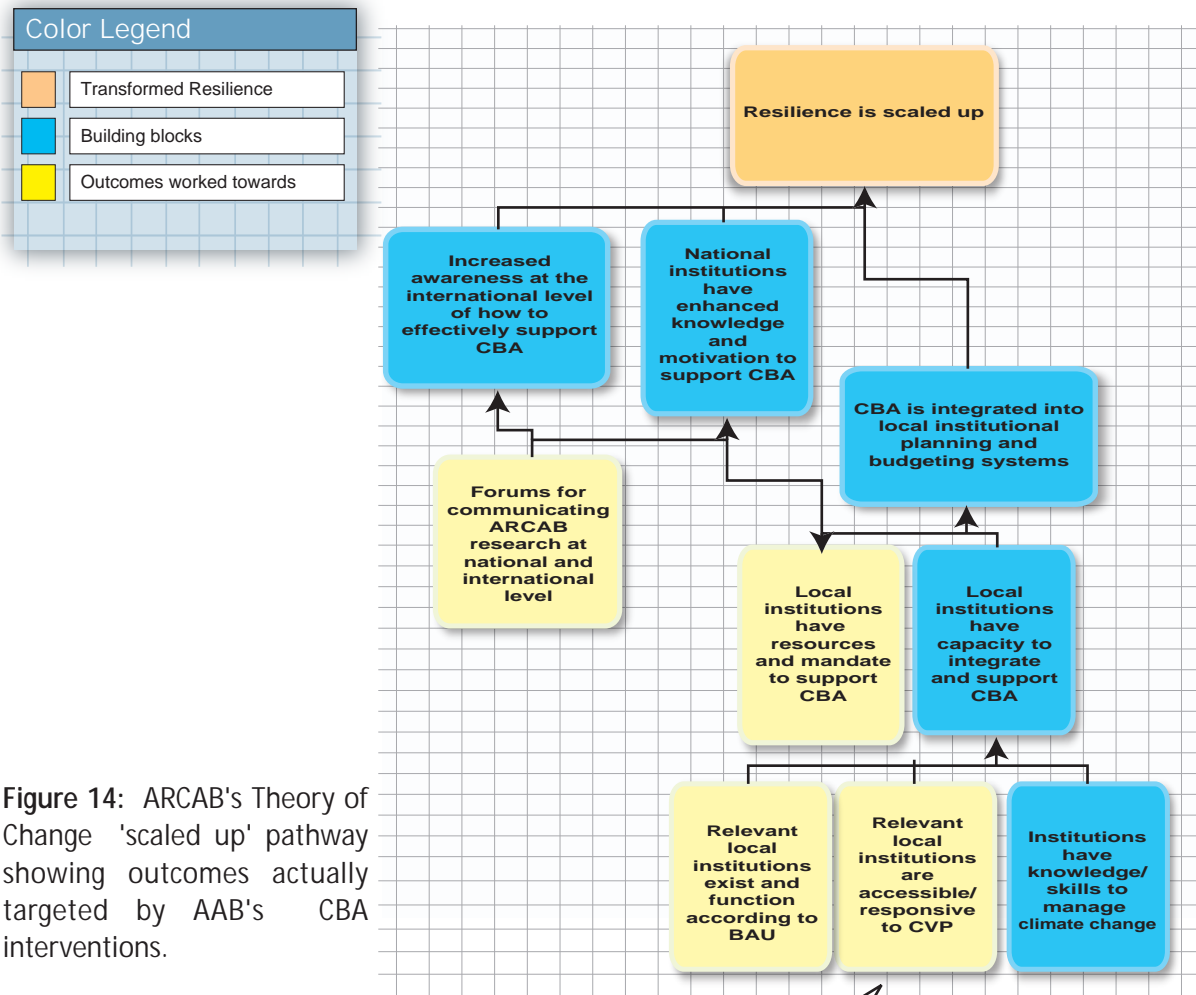 Color Legend
Transformed Resilience
Building blocks
Outcomes worked towards
Resilience is scaled up
Increased
awareness at the
international level
of how to
effectively support
CBA
National
institutions
have
enhanced
knowledge
and
motivation to
support CBA
CBA is integrated into
local institutional
planning and
budgeting systems
Forums for
communicating
ARCAB
research at
national and
international
level
Local
institutions
have
resources
and mandate
to support
CBA
Local
institutions
have
capacity to
integrate
and support
CBA
Relevant
local
institutions
exist and
function
according to
BAU
Relevant
local
institutions
are
accessible/
responsive
to CVP
Institutions
have
knowledge/
skills to
manage
climate change
Figure 14: ARCAB's Theory of
Change 'scaled up' pathway
showing outcomes actually
targeted by AAB's CBA
interventions.